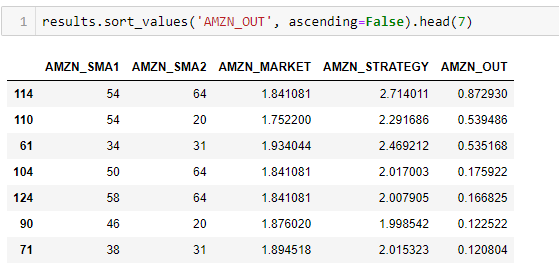 1 results.sort_values('AMZN_OUT', ascending=False).head(7)
AMZN_SMA1 AMZN_SMA2 AMZN_MARKET AMZN_STRATEGY AMZN_OUT
114 54 64 1.841081 2.714011 0.872930
110 54 20 1.752200 2.291686 0.539486
61 34 31 1.934044 2.469212 0.535168
104 50 64 1.841081 2.017003 0.175922
124 58 64 1.841081 2.007905 0.166825
90 46 20 1.876020 1.998542 0.122522
71 38 31 1.894518 2.015323 0.120804